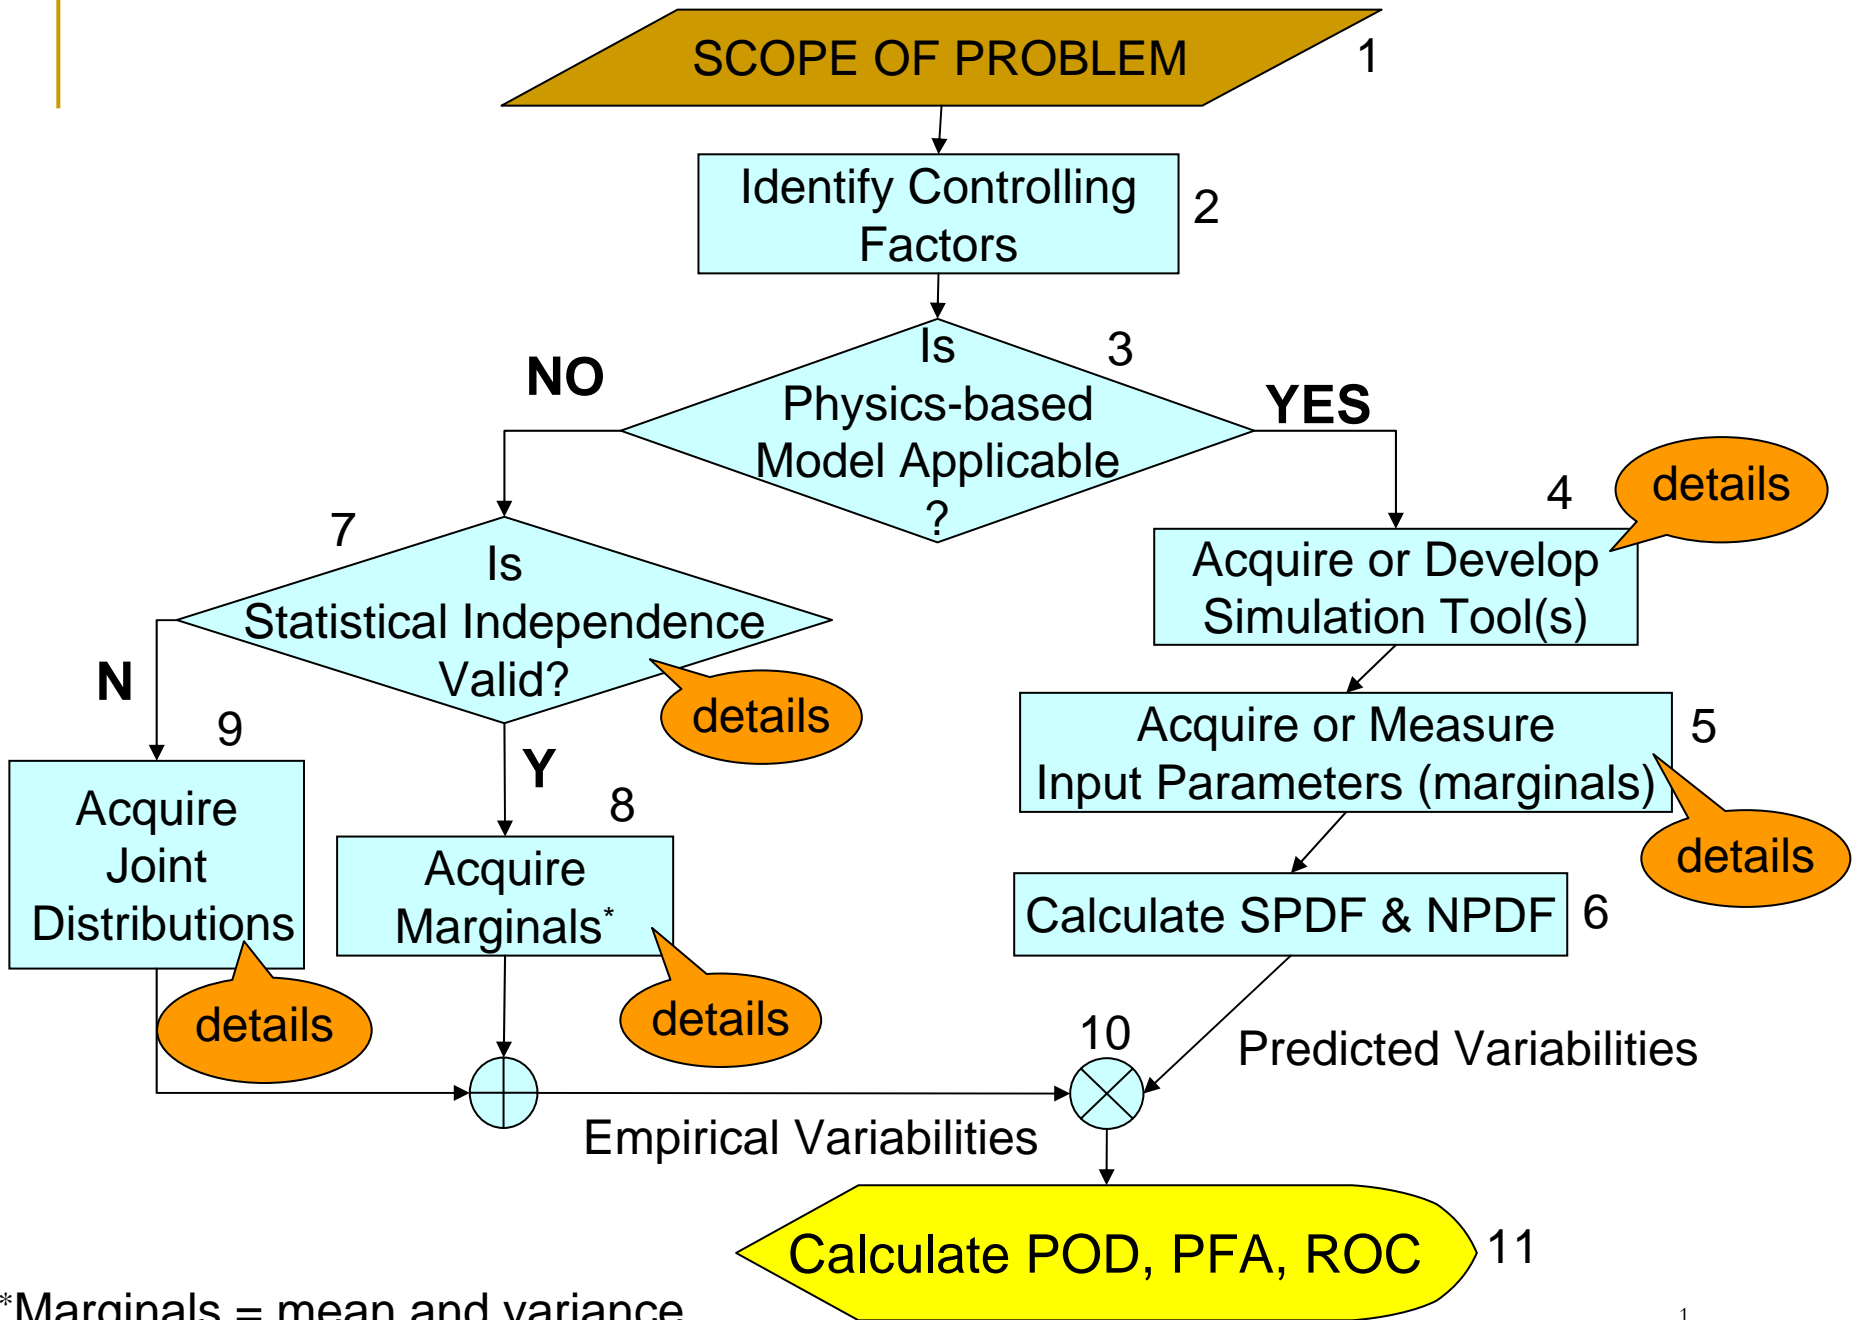 SCOPE OF PROBLEM
1
Identify Controlling
Factors
2
Is
Physics-based
Model Applicable
?
3
NO
YES
4
details
Acquire or Develop
Simulation Tool(s)
7
Is
Statistical Independence
Valid?
details
N
Y
5
Acquire or Measure
Input Parameters (marginals)
details
9
Acquire
Joint
Distributions
details
8
Acquire
Marginals*
details
Calculate SPDF & NPDF
6
10
Predicted Variabilities
Empirical Variabilities
Calculate POD, PFA, ROC
11
*Marginals = mean and variance
1